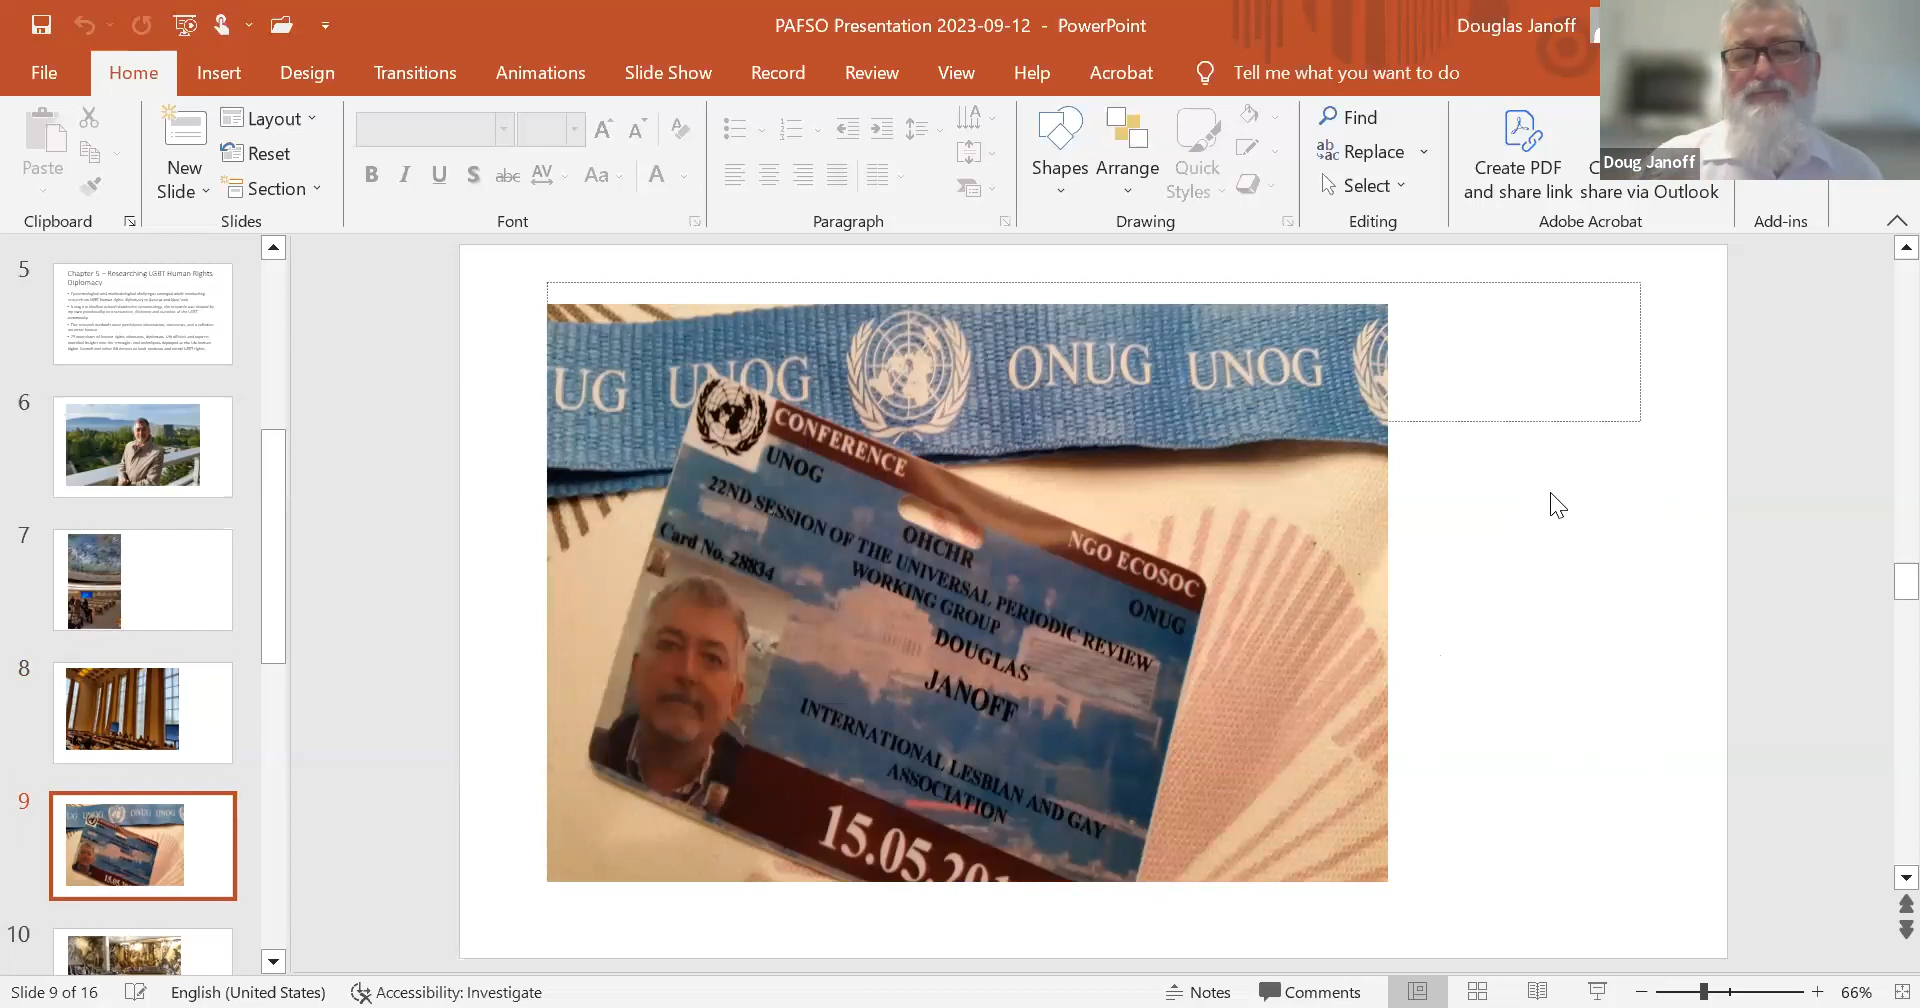 PAFSO Presentation 2023-09-12 - PowerPoint
Douglas Janoff
File Home Insert Design Transitions Animations Slide Show Record Review View Help Acrobat Tell me what you want to do
Paste
Clipboard
New
Slide
Layout
Reset
Section
Slides
B I U S abc AV Aa A
Font
Paragraph
Shapes
Arrange
Quick
Styles
Drawing
Find
Replace
Select
Editing
Create PDF
and share link
share via Outlook
Adobe Acrobat
Add-ins
Doug Janoff
5
Chapter 5 – Researching LGBT Human Rights
Diplomacy
6
7
8
9
10
UG UNOG ONUG UNOG
CONFERENCE
UNOG
NGO ECOSOC
ONUG
OHCHR
22ND SESSION OF THE UNIVERSAL PERIODIC REVIEW
WORKING GROUP
Card No. 28834
DOUGLAS
JANOFF
INTERNATIONAL LESBIAN AND GAY
ASSOCIATION
15.05.201
Slide 9 of 16
English (United States)
Accessibility: Investigate
Notes
Comments
66%